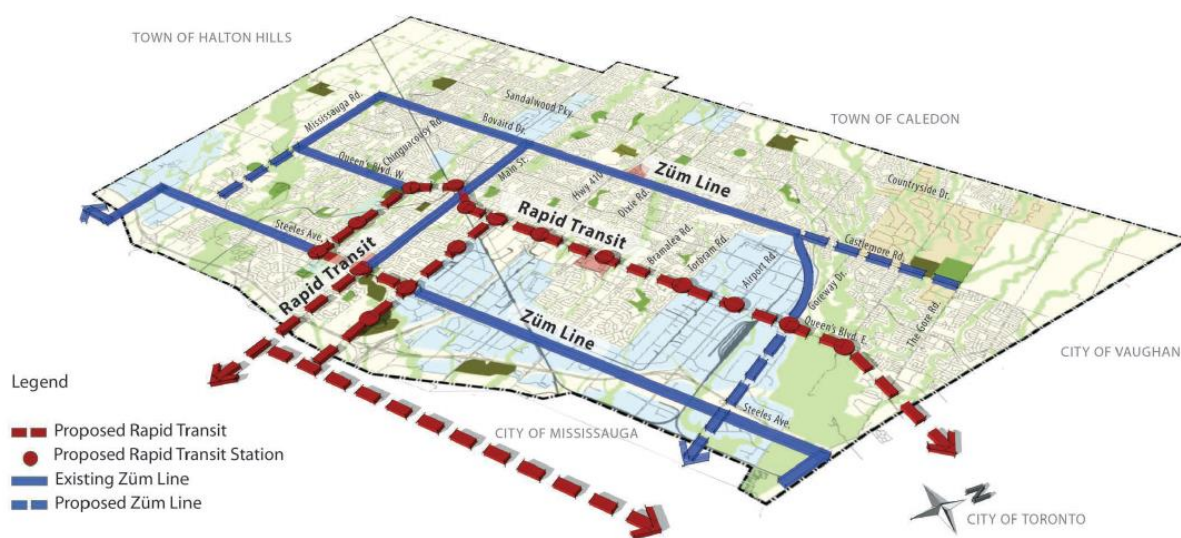 TOWN OF HALTON HILLS
TOWN OF CALEDON
CITY OF VAUGHAN
CITY OF MISSISSAUGA
CITY OF TORONTO
Mississauga Rd.
Sandalwood Pky.
Bovaird Dr.
Chinguacousy Rd.
Queen's Blvd. W.
Main St.
Hwy 410
Dixie Rd.
Züm Line
Countryside Dr.
Steeles Ave.
Rapid Transit
Rapid Transit
Bramalea Rd.
Torbram Rd.
Airport Rd.
Castlemore Rd.
Goreway Dr.
The Gore Rd.
Queen's Blvd. E.
Züm Line
Steeles Ave.
Legend
Proposed Rapid Transit
Proposed Rapid Transit Station
Existing Züm Line
Proposed Züm Line
N